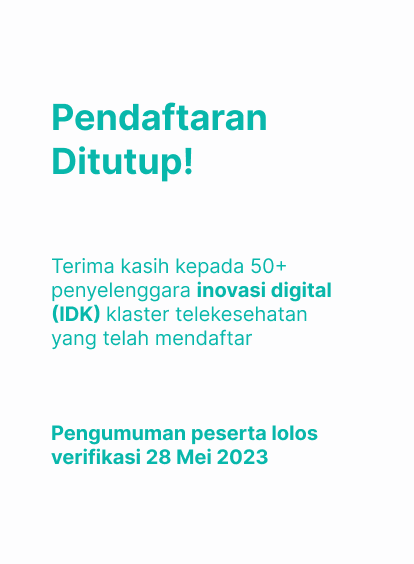 Pendaftaran
Ditutup!
Terima kasih kepada 50+
penyelenggara inovasi digital
(IDK) klaster telekesehatan
yang telah mendaftar
Pengumuman peserta lolos
verifikasi 28 Mei 2023